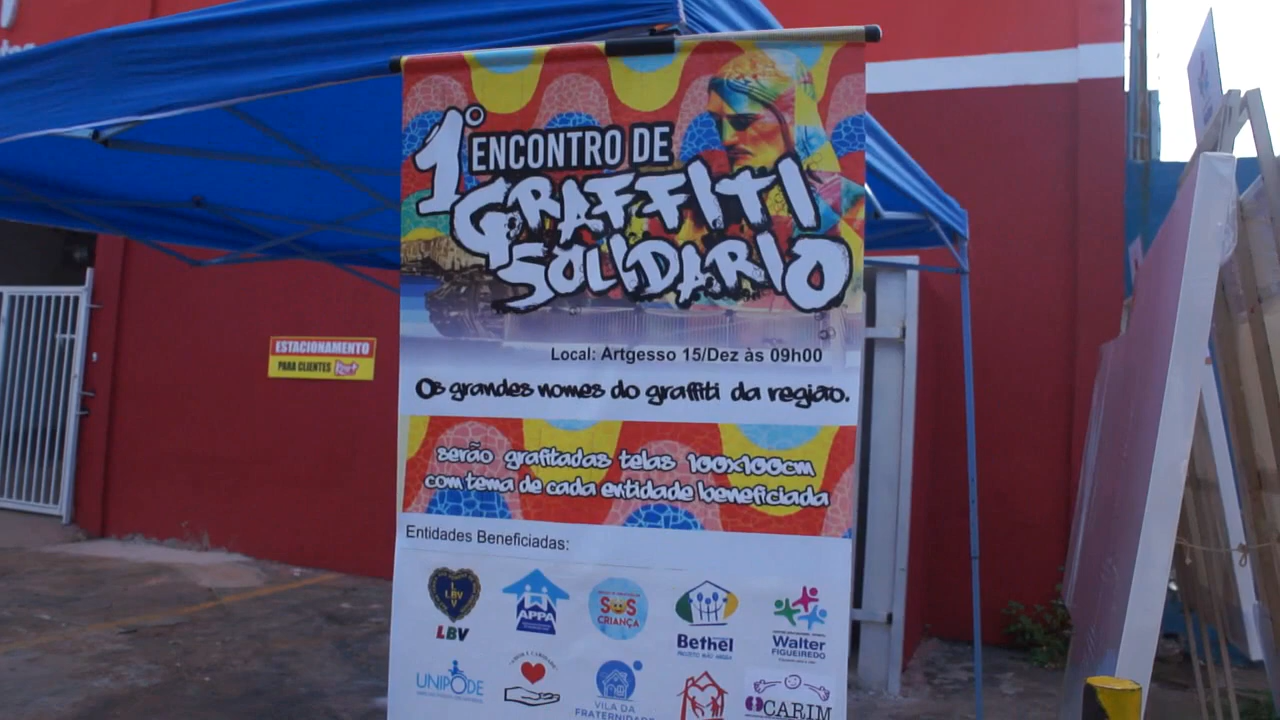 1º ENCONTRO DE
GRAFFITI
SOLIDARIO
Local: Artgesso 15/Dez às 09h00
Os grandes nomes do graffiti da região.
serão grafitadas telas 100x100cm
com tema de cada entidade beneficiada
Entidades Beneficiadas:
LBV
LBV
APPA
SOS
CRIANÇA
Bethel
Walter
FIGUEIREDO
UNIPODE
VILA DA
FRATERNIDADE
CARIM
ESTACIONAMENTO
PARA CLIENTES